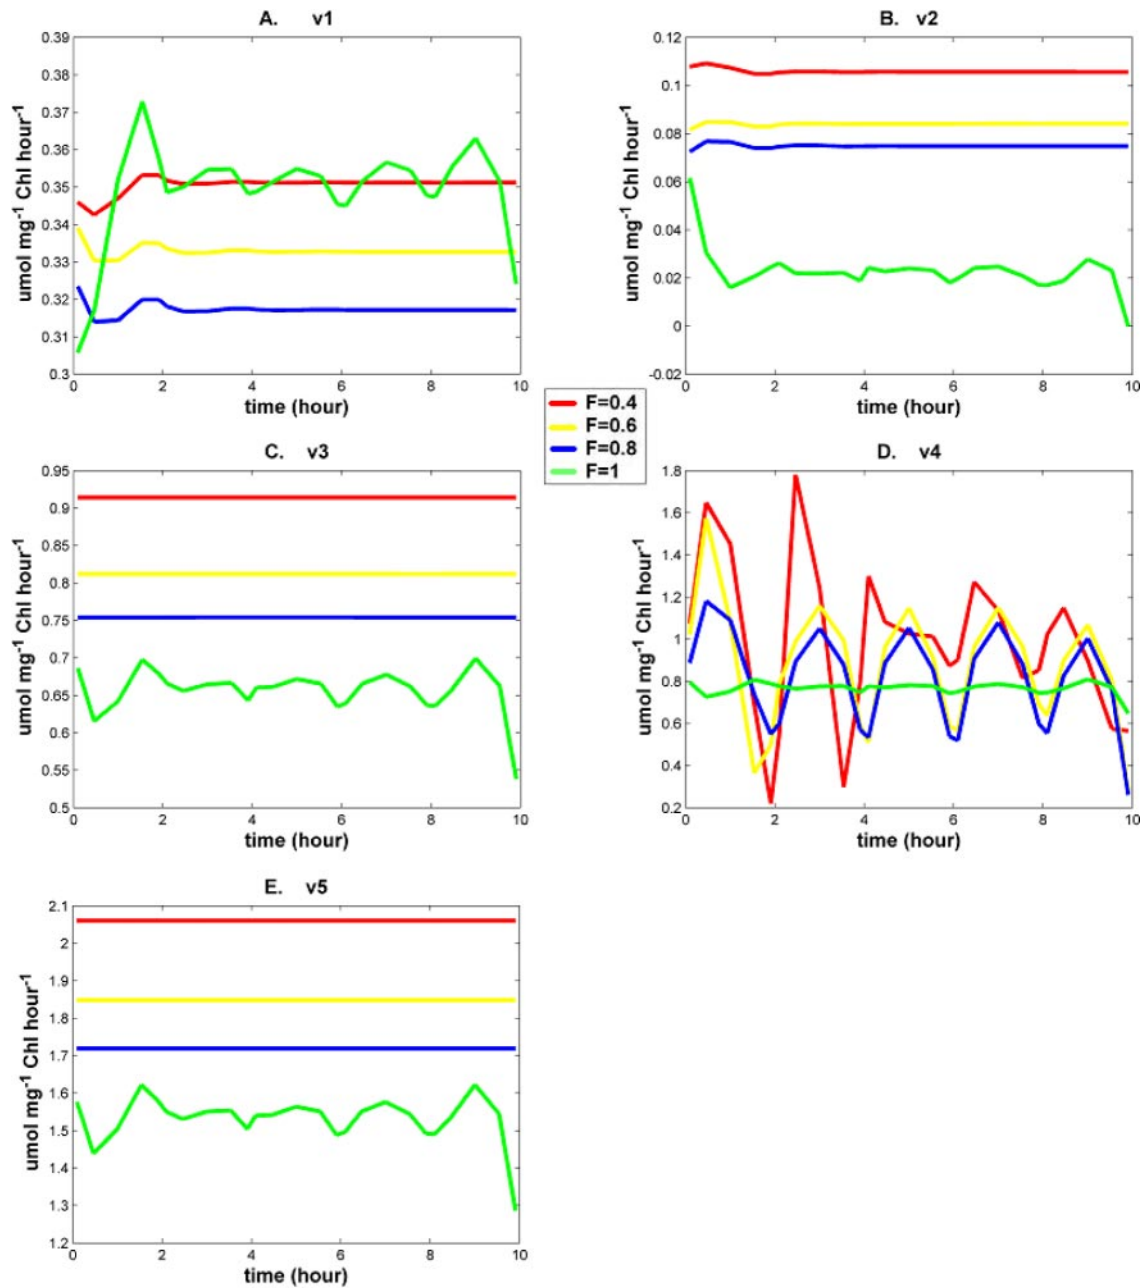 A. v1
0.39
0.38
0.37
0.36
0.35
0.34
0.33
0.32
0.31
0.3
umol mg-1 Chl hour-1
0 2 4 6 8 10
time (hour)
B. v2
0.12
0.1
0.08
0.06
0.04
0.02
0
-0.02
umol mg-1 Chl hour-1
0 2 4 6 8 10
time (hour)
F=0.4
F=0.6
F=0.8
F=1
C. v3
0.95
0.9
0.85
0.8
0.75
0.7
0.65
0.6
0.55
0.5
umol mg-1 Chl hour-1
0 2 4 6 8 10
time (hour)
D. v4
1.8
1.6
1.4
1.2
1
0.8
0.6
0.4
0.2
umol mg-1 Chl hour-1
0 2 4 6 8 10
time (hour)
E. v5
2.1
2
1.9
1.8
1.7
1.6
1.5
1.4
1.3
1.2
umol mg-1 Chl hour-1
0 2 4 6 8 10
time (hour)